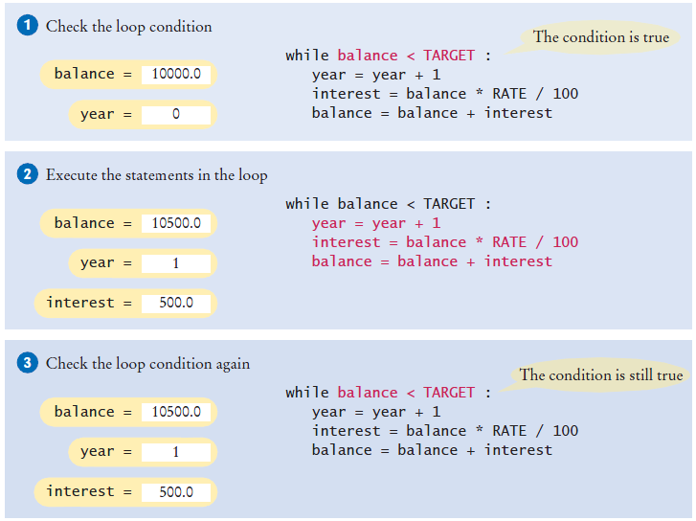 1 Check the loop condition
The condition is true
balance = 10000.0
year = 0
while balance < TARGET :
year = year + 1
interest = balance * RATE / 100
balance = balance + interest
2 Execute the statements in the loop
balance = 10500.0
year = 1
interest = 500.0
while balance < TARGET :
year = year + 1
interest = balance * RATE / 100
balance = balance + interest
3 Check the loop condition again
The condition is still true
balance = 10500.0
year = 1
interest = 500.0
while balance < TARGET :
year = year + 1
interest = balance * RATE / 100
balance = balance + interest